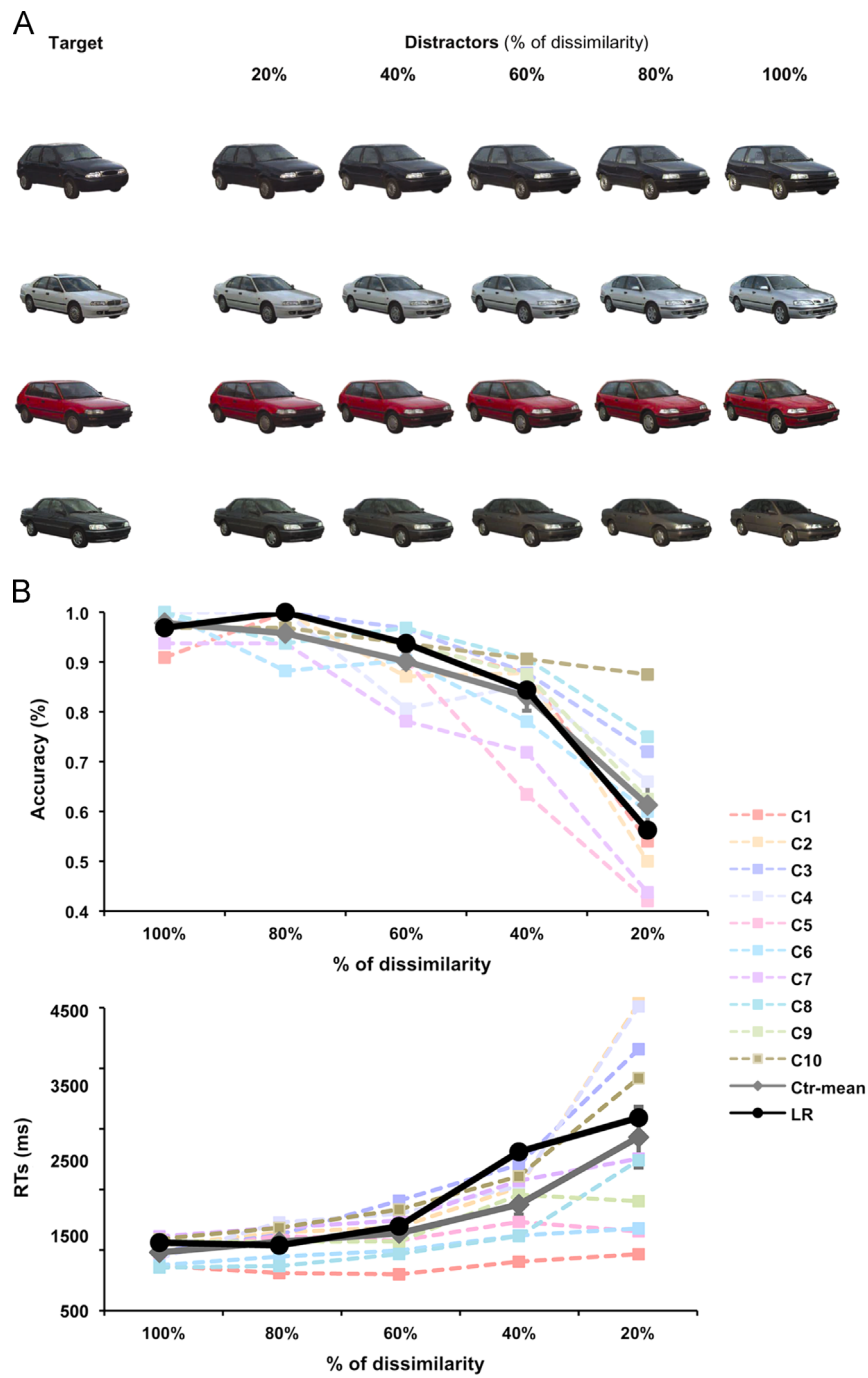 A
Target
Distractors (% of dissimilarity)
20% 40% 60% 80% 100%
B
1.0
0.9
0.8
0.7
0.6
0.5
0.4
Accuracy (%)
100% 80% 60% 40% 20%
% of dissimilarity
C1
C2
C3
C4
C5
C6
C7
C8
C9
C10
Ctr-mean
LR
4500
3500
2500
1500
500
RTs (ms)
100% 80% 60% 40% 20%
% of dissimilarity